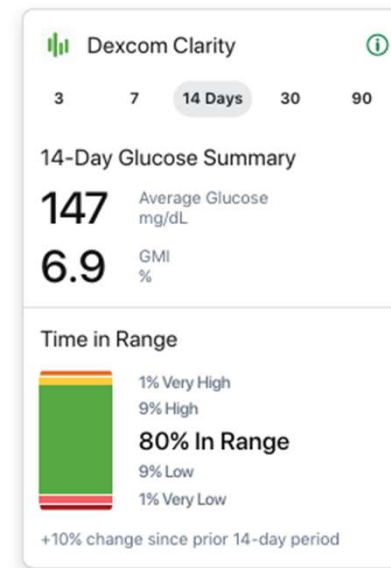 Dexcom Clarity
3 7 14 Days 30 90
14-Day Glucose Summary
147 Average Glucose
mg/dL
6.9 GMI
%
Time in Range
1% Very High
9% High
80% In Range
9% Low
1% Very Low
+10% change since prior 14-day period